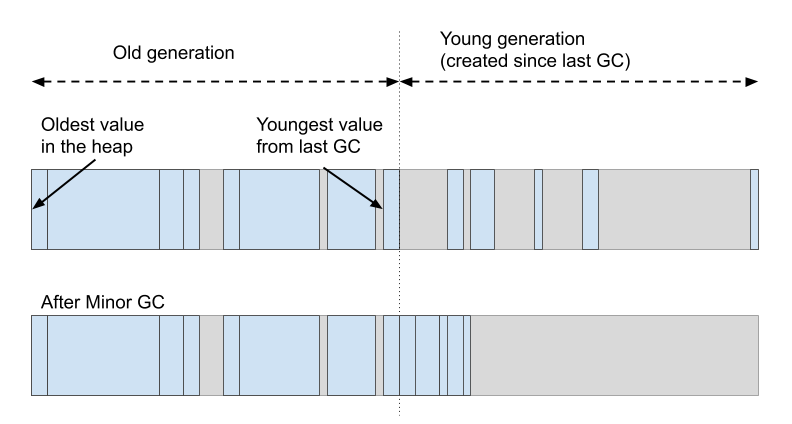 Old generation
Young generation
(created since last GC)
Oldest value
in the heap
Youngest value
from last GC
After Minor GC